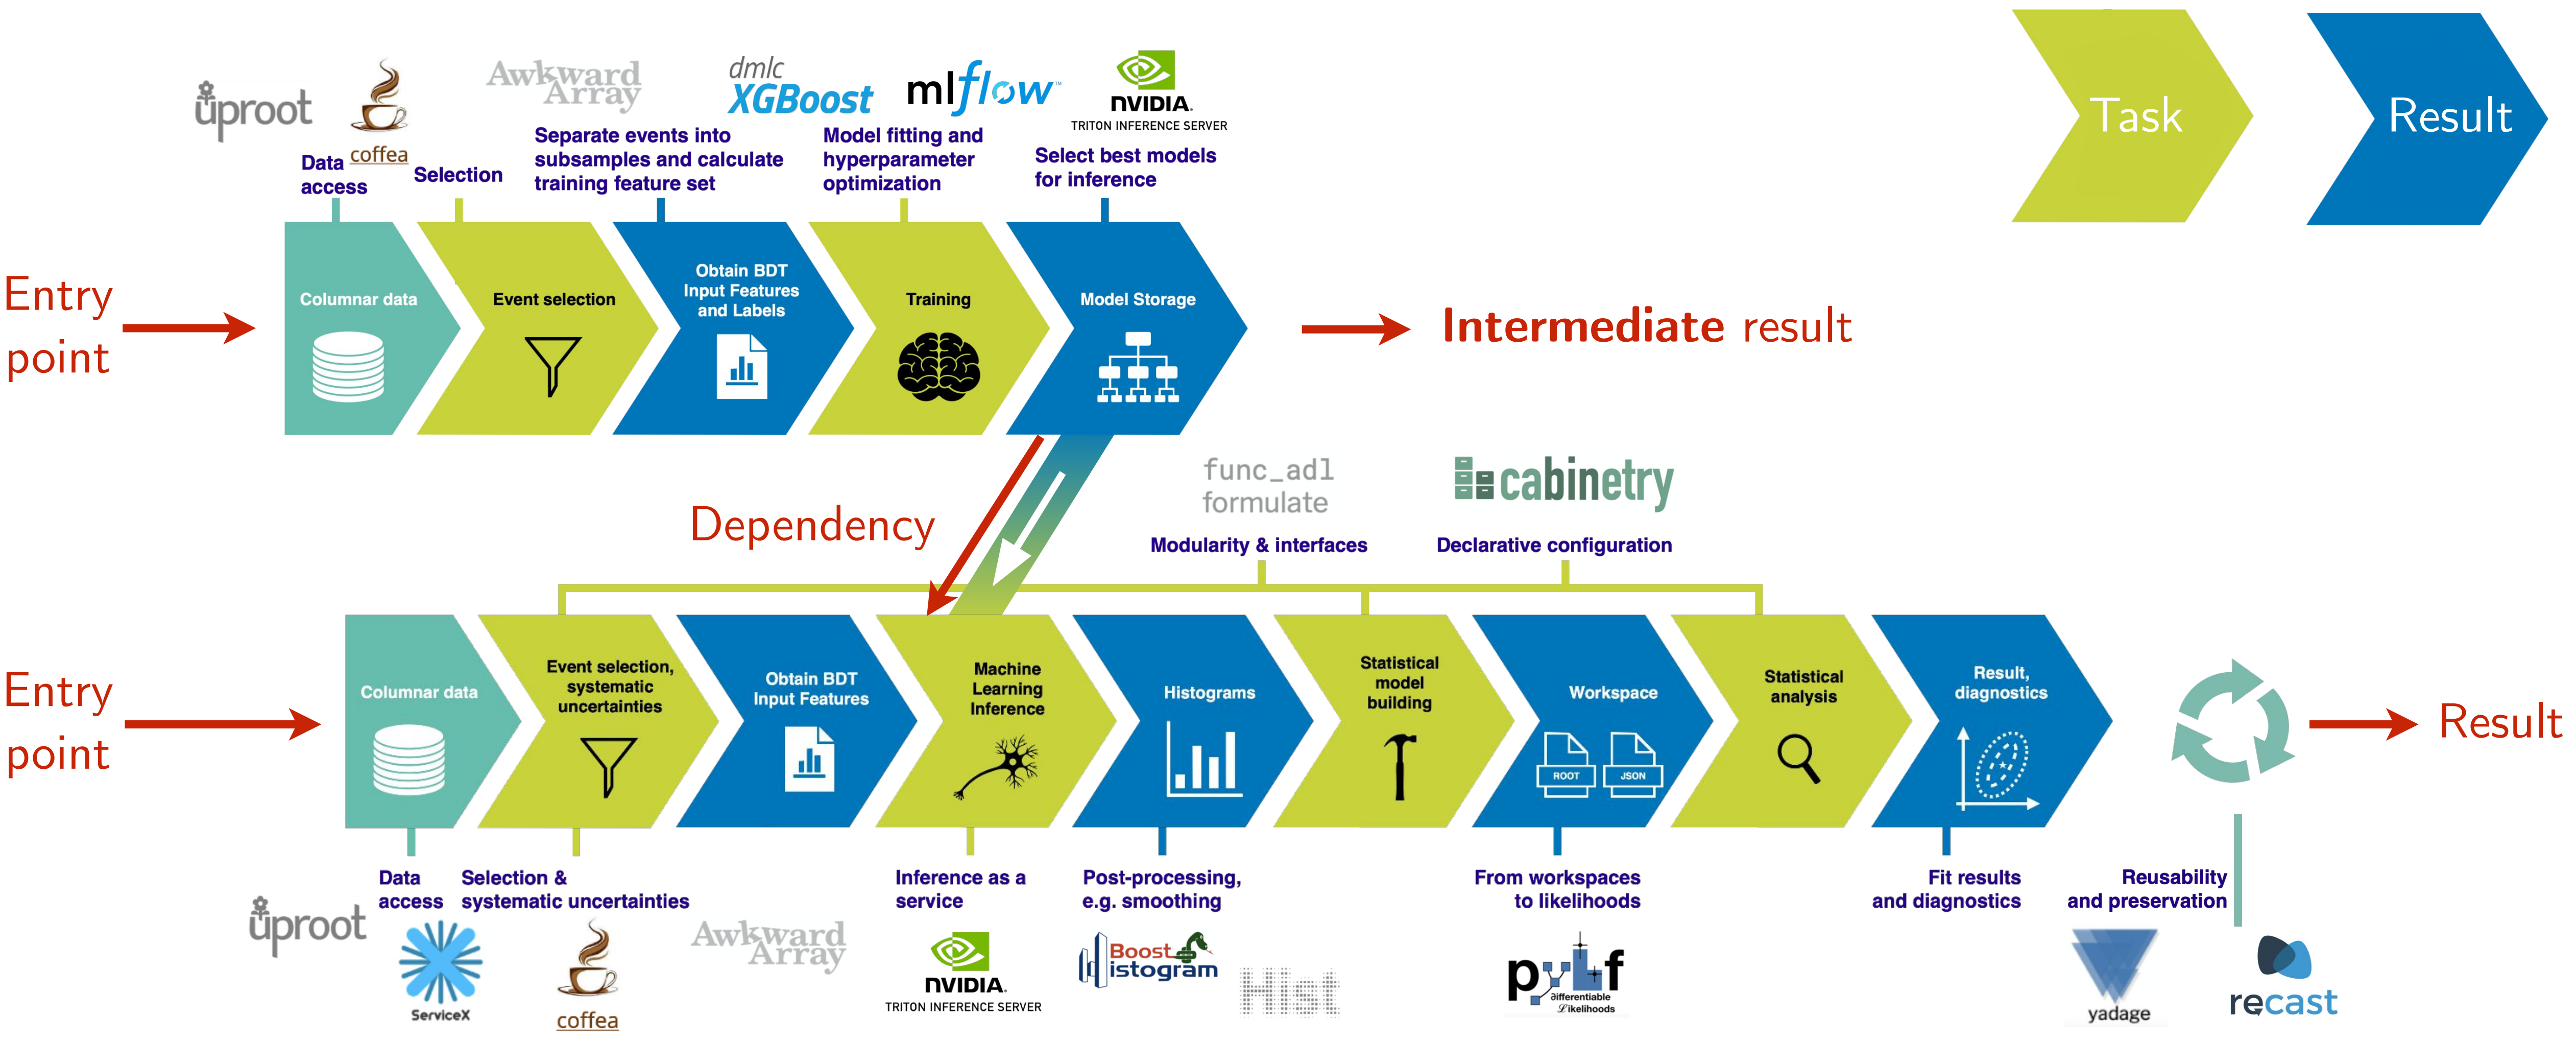 Task
Result
uproot
coffea
Awkward
Array
dmlc
XGBoost
mlflow™
NVIDIA.
TRITON INFERENCE SERVER
Data
access
Selection
Separate events into
subsamples and calculate
training feature set
Model fitting and
hyperparameter
optimization
Select best models
for inference
Entry
point
Columnar data
Event selection
Obtain BDT
Input Features
and Labels
Training
Model Storage
Intermediate result
Dependency
func_adl
formulate
cabinetry
Modularity & interfaces
Declarative configuration
Entry
point
Columnar data
Event selection,
systematic
uncertainties
Obtain BDT
Input Features
Machine
Learning
Inference
Histograms
Statistical
model
building
Workspace
ROOT
JSON
Statistical
analysis
Result,
diagnostics
Result
Data
access
Selection &
systematic uncertainties
Inference as a
service
Post-processing,
e.g. smoothing
From workspaces
to likelihoods
Fit results
and diagnostics
Reusability
and preservation
uproot
ServiceX
coffea
Awkward
Array
NVIDIA.
TRITON INFERENCE SERVER
Boost
Histogram
Hist
pyhf
differentiable
Likelihoods
yadage
recast